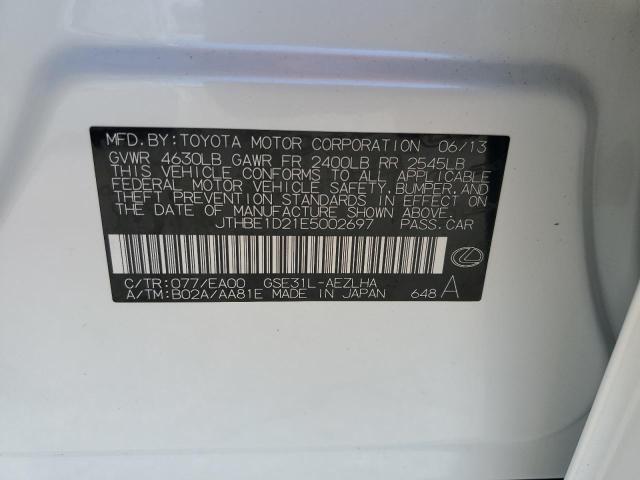 MFD. BY: TOYOTA MOTOR CORPORATION 06/13
GVWR 4630LB GAWR FR 2400LB RR 2545LB
THIS VEHICLE CONFORMS TO ALL APPLICABLE
FEDERAL MOTOR VEHICLE SAFETY, BUMPER, AND
THEFT PREVENTION STANDARDS IN EFFECT ON
THE DATE OF MANUFACTURE SHOWN ABOVE.
JTHBE1D21E5002697 PASS.CAR
C/TR: 077/EA00 GSE31L-AEZLHA
A/TM: B02A/AA81E MADE IN JAPAN 648 A